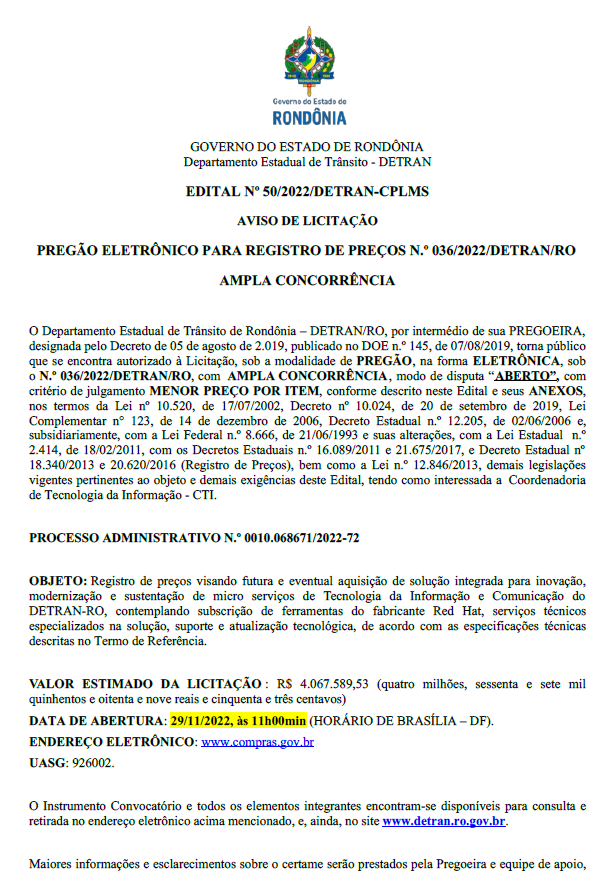 Governo do Estado de
RONDÔNIA
GOVERNO DO ESTADO DE RONDÔNIA
Departamento Estadual de Trânsito - DETRAN
EDITAL Nº 50/2022/DETRAN-CPLMS
AVISO DE LICITAÇÃO
PREGÃO ELETRÔNICO PARA REGISTRO DE PREÇOS N.º 036/2022/DETRAN/RO
AMPLA CONCORRÊNCIA
O Departamento Estadual de Trânsito de Rondônia – DETRAN/RO, por intermédio de sua PREGOEIRA,
designada pelo Decreto de 05 de agosto de 2.019, publicado no DOE n.º 145, de 07/08/2019, torna público
que se encontra autorizado à Licitação, sob a modalidade de PREGÃO, na forma ELETRÔNICA, sob
o N.º 036/2022/DETRAN/RO, com AMPLA CONCORRÊNCIA, modo de disputa “ABERTO”, com
critério de julgamento MENOR PREÇO POR ITEM, conforme descrito neste Edital e seus ANEXOS,
nos termos da Lei nº 10.520, de 17/07/2002, Decreto nº 10.024, de 20 de setembro de 2019, Lei
Complementar n° 123, de 14 de dezembro de 2006, Decreto Estadual n.º 12.205, de 02/06/2006 e,
subsidiariamente, com a Lei Federal n.º 8.666, de 21/06/1993 e suas alterações, com a Lei Estadual n.º
2.414, de 18/02/2011, com os Decretos Estaduais n.º 16.089/2011 e 21.675/2017, e Decreto Estadual nº
18.340/2013 e 20.620/2016 (Registro de Preços), bem como a Lei n.º 12.846/2013, demais legislações
vigentes pertinentes ao objeto e demais exigências deste Edital, tendo como interessada a Coordenadoria
de Tecnologia da Informação - CTI.
PROCESSO ADMINISTRATIVO N.º 0010.068671/2022-72
OBJETO: Registro de preços visando futura e eventual aquisição de solução integrada para inovação,
modernização e sustentação de micro serviços de Tecnologia da Informação e Comunicação do
DETRAN-RO, contemplando subscrição de ferramentas do fabricante Red Hat, serviços técnicos
especializados na solução, suporte e atualização tecnológica, de acordo com as especificações técnicas
descritas no Termo de Referência.
VALOR ESTIMADO DA LICITAÇÃO : R$ 4.067.589,53 (quatro milhões, sessenta e sete mil
quinhentos e oitenta e nove reais e cinquenta e três centavos)
DATA DE ABERTURA: 29/11/2022, às 11h00min (HORÁRIO DE BRASÍLIA – DF).
ENDEREÇO ELETRÔNICO: www.compras.gov.br
UASG: 926002.
O Instrumento Convocatório e todos os elementos integrantes encontram-se disponíveis para consulta e
retirada no endereço eletrônico acima mencionado, e, ainda, no site www.detran.ro.gov.br.
Maiores informações e esclarecimentos sobre o certame serão prestados pela Pregoeira e equipe de apoio,